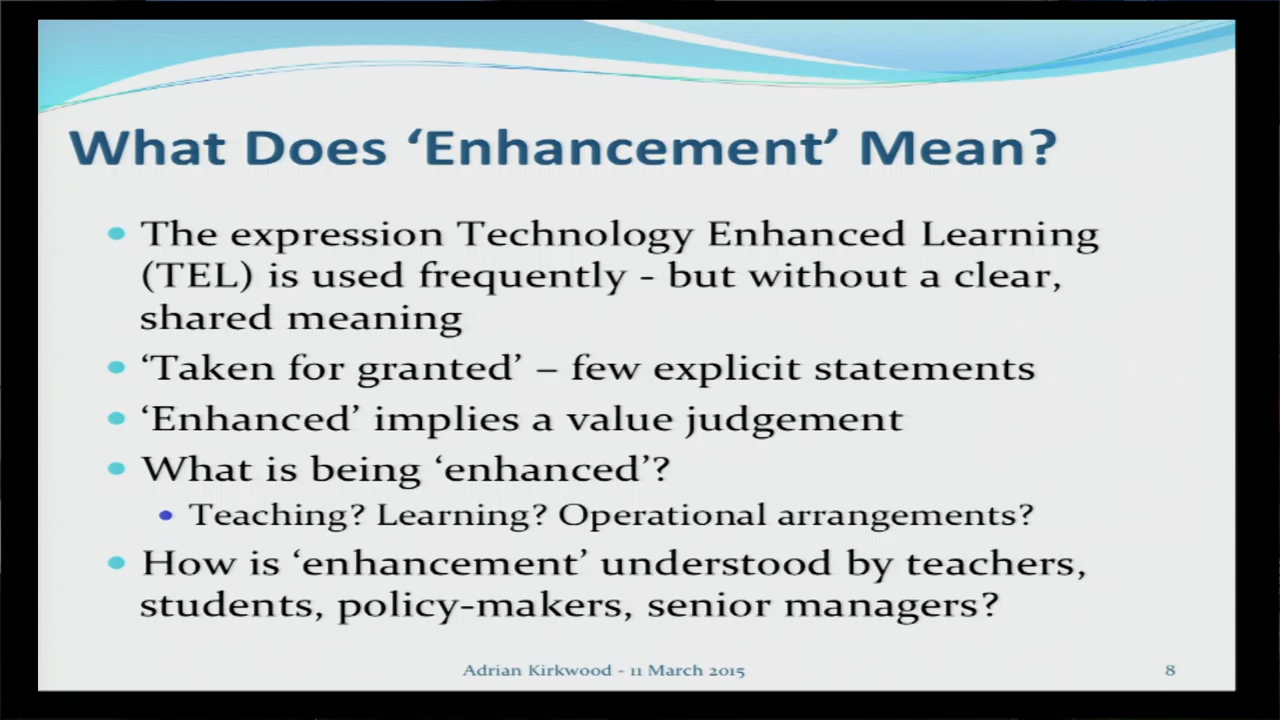 What Does ‘Enhancement’ Mean?
• The expression Technology Enhanced Learning
(TEL) is used frequently - but without a clear,
shared meaning
• ‘Taken for granted’ – few explicit statements
• ‘Enhanced’ implies a value judgement
• What is being ‘enhanced’?
• Teaching? Learning? Operational arrangements?
• How is ‘enhancement’ understood by teachers,
students, policy-makers, senior managers?
Adrian Kirkwood - 11 March 2015
8